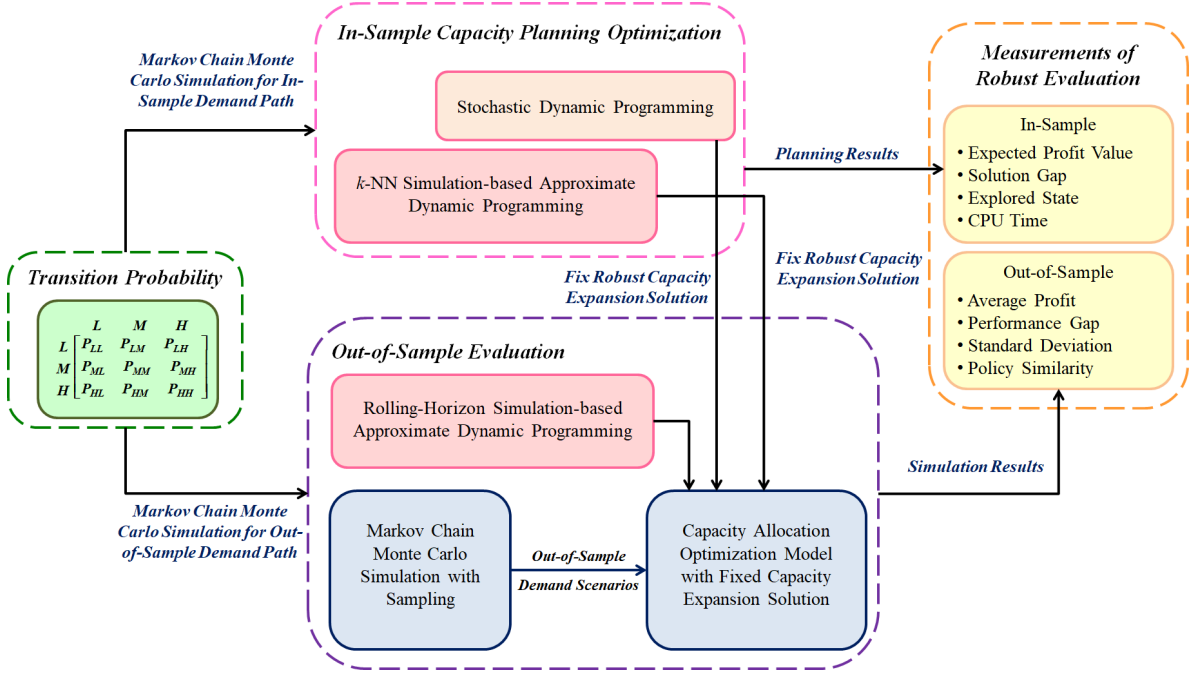 Markov Chain Monte
Carlo Simulation for In-
Sample Demand Path
In-Sample Capacity Planning Optimization
Stochastic Dynamic Programming
k-NN Simulation-based Approximate
Dynamic Programming
Planning Results
Measurements of
Robust Evaluation
In-Sample
• Expected Profit Value
• Solution Gap
• Explored State
• CPU Time
Out-of-Sample
• Average Profit
• Performance Gap
• Standard Deviation
• Policy Similarity
Transition Probability
L M H
L P_LL P_LM P_LH
M P_ML P_MM P_MH
H P_HL P_HM P_HH
Fix Robust Capacity
Expansion Solution
Fix Robust Capacity
Expansion Solution
Out-of-Sample Evaluation
Rolling-Horizon Simulation-based
Approximate Dynamic Programming
Simulation Results
Markov Chain Monte
Carlo Simulation for Out-
of-Sample Demand Path
Markov Chain
Monte Carlo
Simulation with
Sampling
Out-of-Sample
Demand Scenarios
Capacity Allocation
Optimization Model
with Fixed Capacity
Expansion Solution